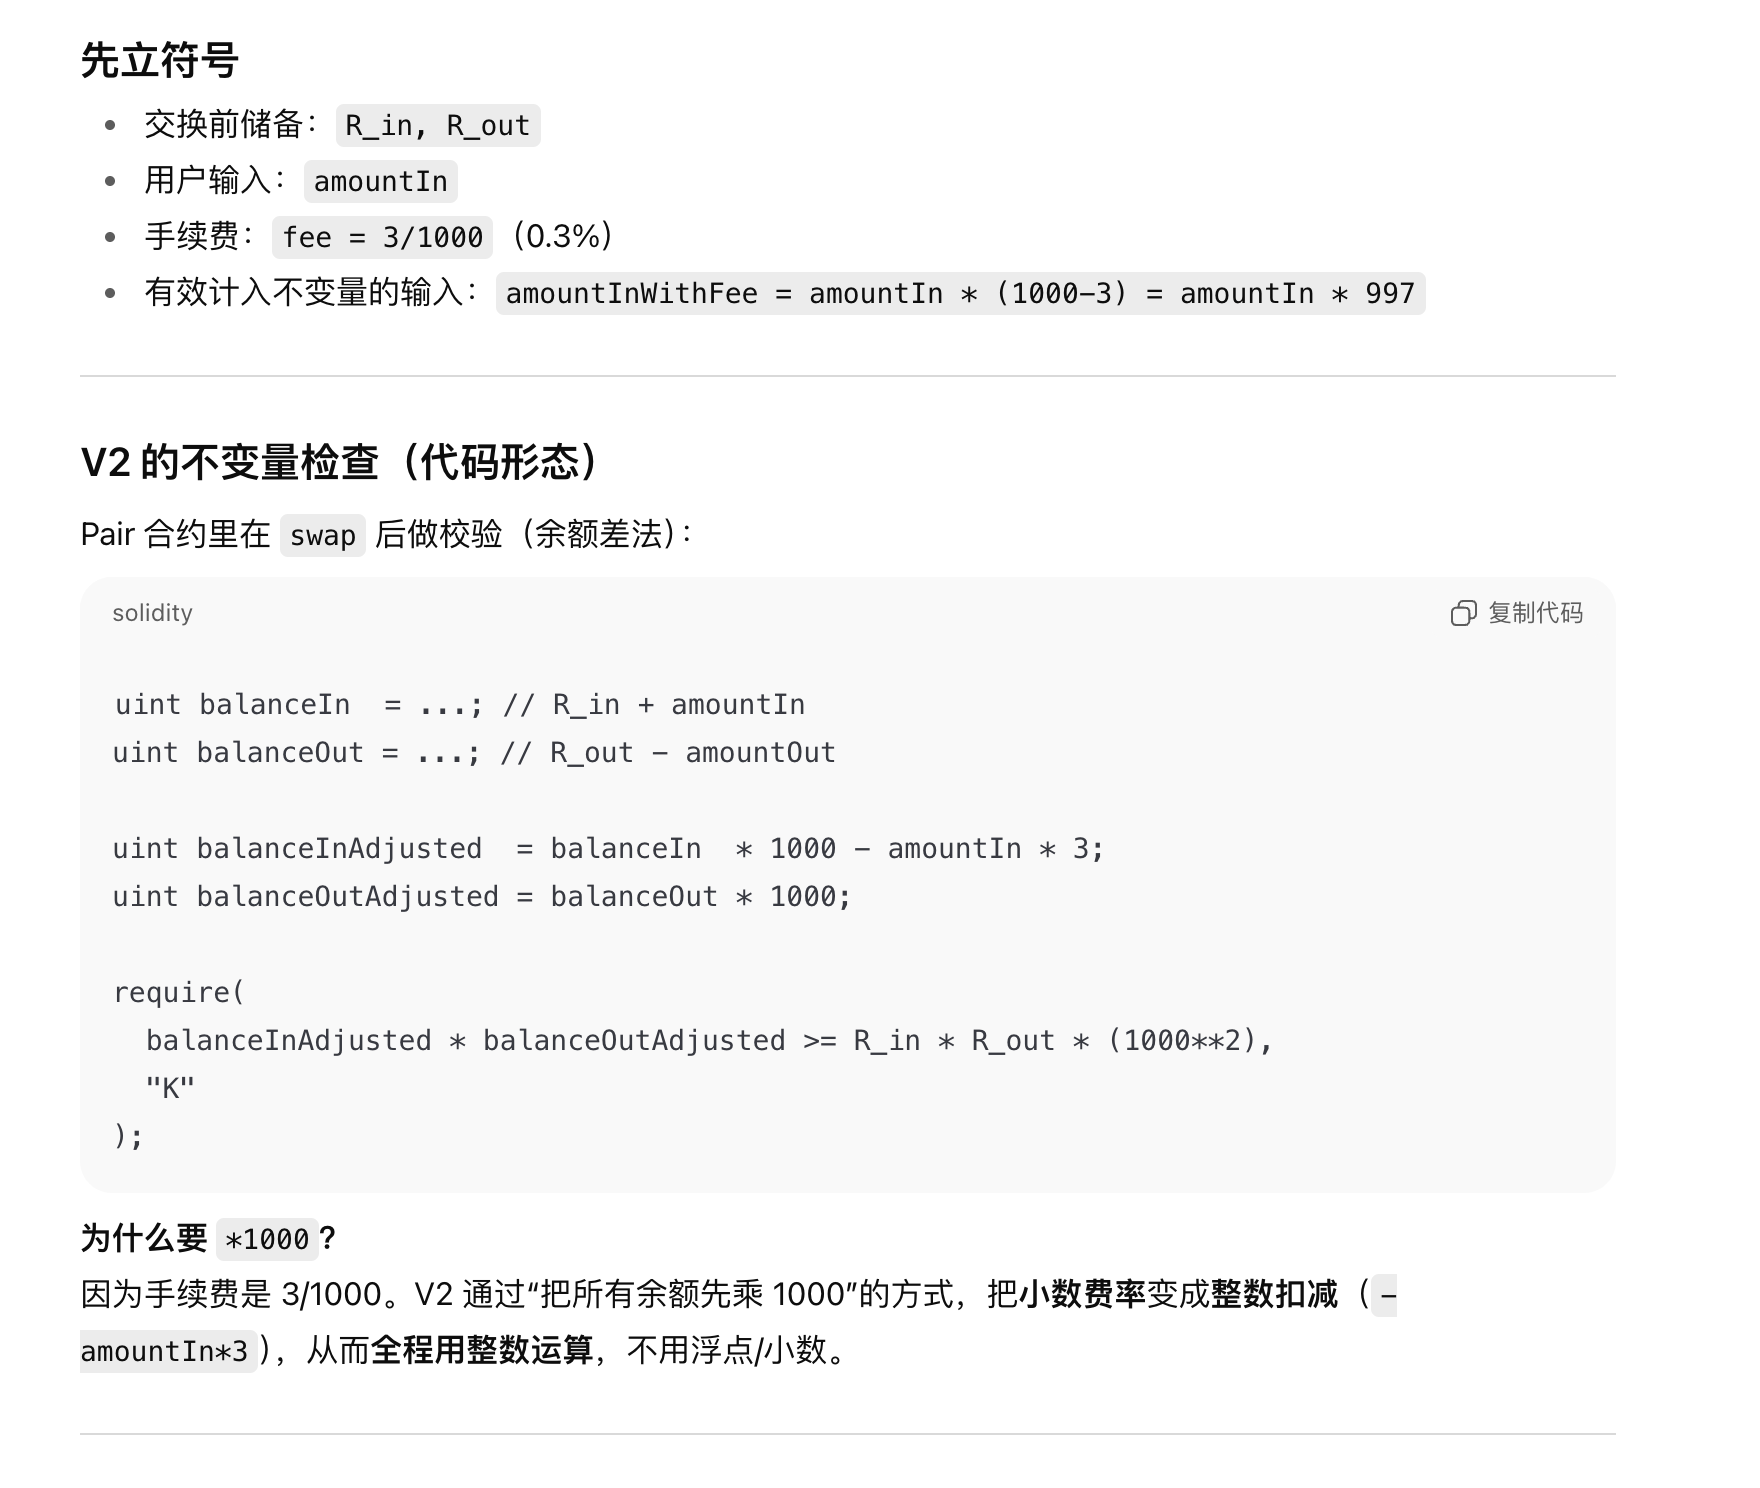 先立符号
• 交换前储备： R_in, R_out
• 用户输入： amountIn
• 手续费： fee = 3/1000 （0.3%）
• 有效计入不变量的输入： amountInWithFee = amountIn * (1000−3) = amountIn * 997
V2 的不变量检查（代码形态）
Pair 合约里在 swap 后做校验（余额差法）：
solidity 复制代码
uint balanceIn  = ...; // R_in + amountIn
uint balanceOut = ...; // R_out − amountOut
uint balanceInAdjusted  = balanceIn  * 1000 − amountIn * 3;
uint balanceOutAdjusted = balanceOut * 1000;
require(
  balanceInAdjusted * balanceOutAdjusted >= R_in * R_out * (1000**2),
  "K"
);
为什么要 *1000 ?
因为手续费是 3/1000。V2 通过“把所有余额先乘 1000”的方式，把小数费率变成整数扣减（ −
amountIn*3 ），从而全程用整数运算，不用浮点/小数。